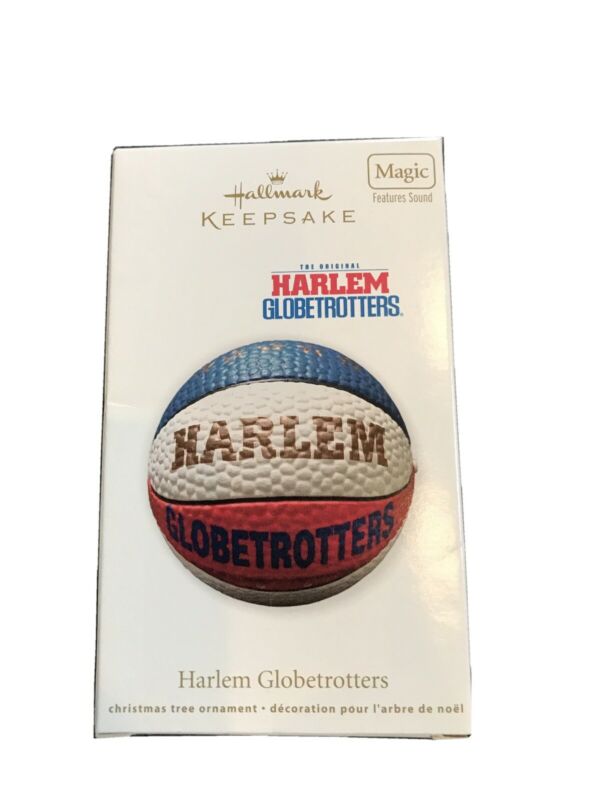 Hallmark
KEEPSAKE
Magic
Features Sound
THE ORIGINAL
HARLEM
GLOBETROTTERS®
HARLEM
GLOBETROTTERS
Harlem Globetrotters
christmas tree ornament • décoration pour l'arbre de noël